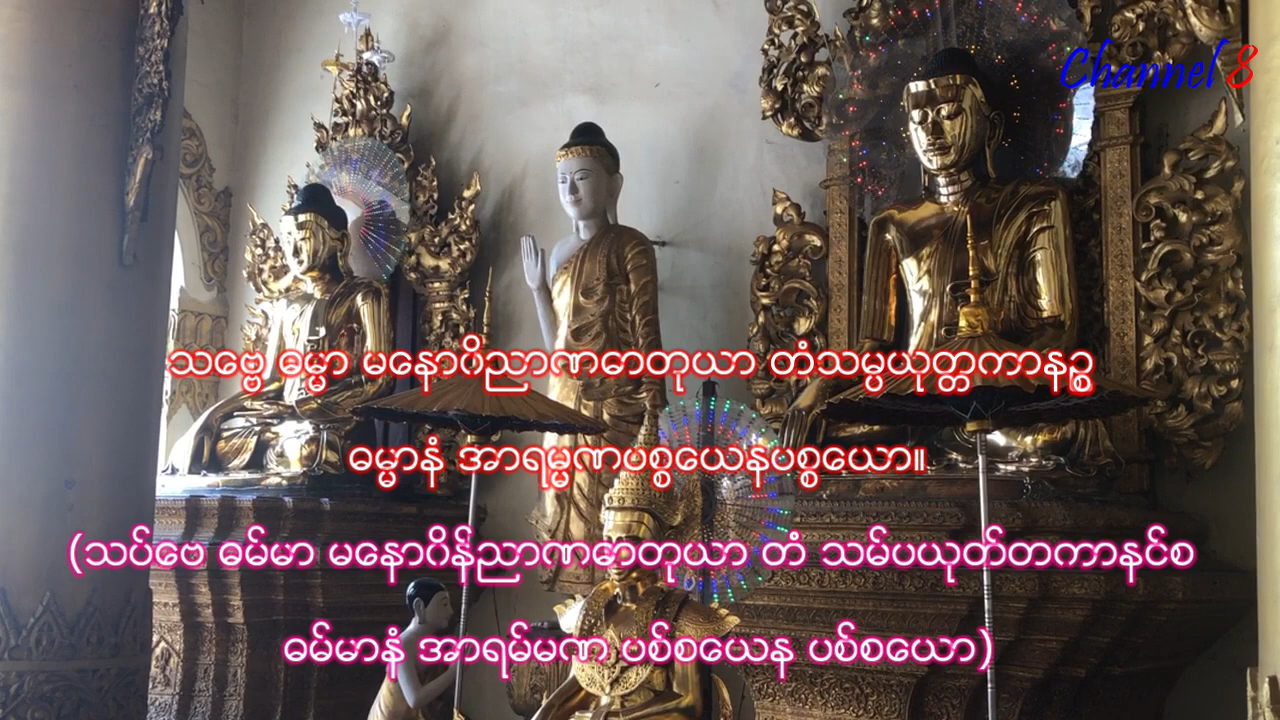 Channel 8
သဗ္ဗေ ဓမ္မာ မနောဝိညာဏဓာတုယာ တံသမ္ပယုတ္တကာနဉ္စ
ဓမ္မာနံ အာရမ္မဏပစ္စယေနပစ္စယော။
(သပ်ဗေ ဓမ်မာ မနောဝိန်ညာဏဓာတုယာ တံ သမ်ပယုတ်တကာနင်စ
ဓမ်မာနံ အာရမ်မဏ ပစ်စယေန ပစ်စယော)